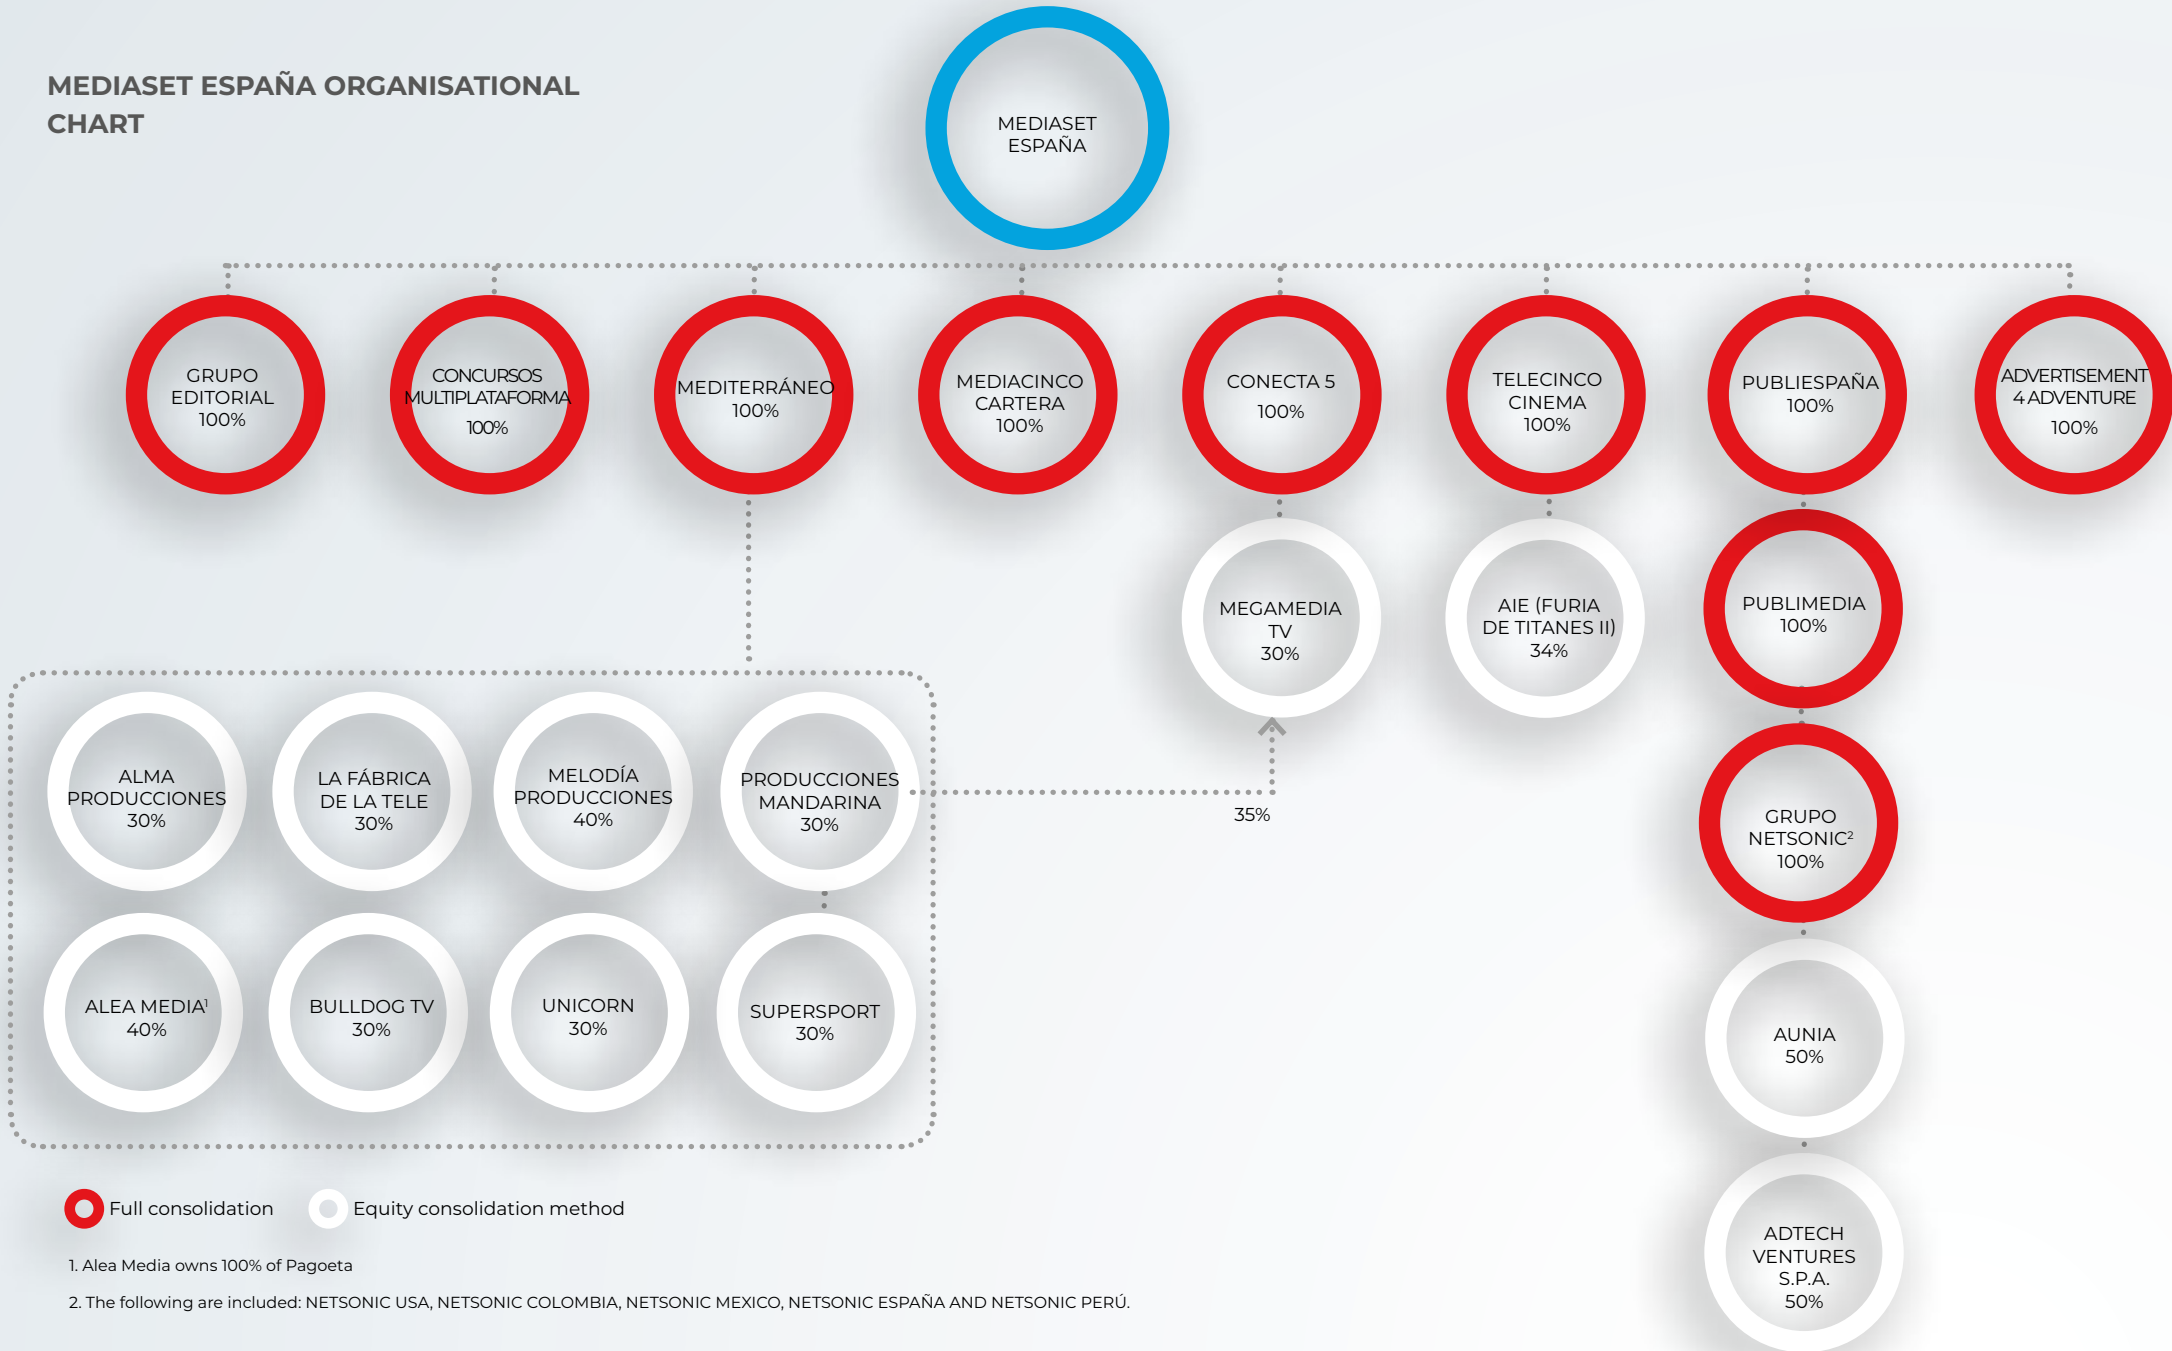 MEDIASET ESPAÑA ORGANISATIONAL
CHART
MEDIASET
ESPAÑA
GRUPO
EDITORIAL
100%
CONCURSOS
MULTIPLATAFORMA
100%
MEDITERRÁNEO
100%
MEDIACINCO
CARTERA
100%
CONECTA 5
100%
TELECINCO
CINEMA
100%
PUBLIESPAÑA
100%
ADVERTISEMENT
4 ADVENTURE
100%
MEGAMEDIA
TV
30%
AIE (FURIA
DE TITANES II)
34%
PUBLIMEDIA
100%
ALMA
PRODUCCIONES
30%
LA FÁBRICA
DE LA TELE
30%
MELODÍA
PRODUCCIONES
40%
PRODUCCIONES
MANDARINA
30%
35%
GRUPO
NETSONIC²
100%
ALEA MEDIA¹
40%
BULLDOG TV
30%
UNICORN
30%
SUPERSPORT
30%
AUNIA
50%
ADTECH
VENTURES
S.P.A.
50%
Full consolidation
Equity consolidation method
1. Alea Media owns 100% of Pagoeta
2. The following are included: NETSONIC USA, NETSONIC COLOMBIA, NETSONIC MEXICO, NETSONIC ESPAÑA AND NETSONIC PERÚ.